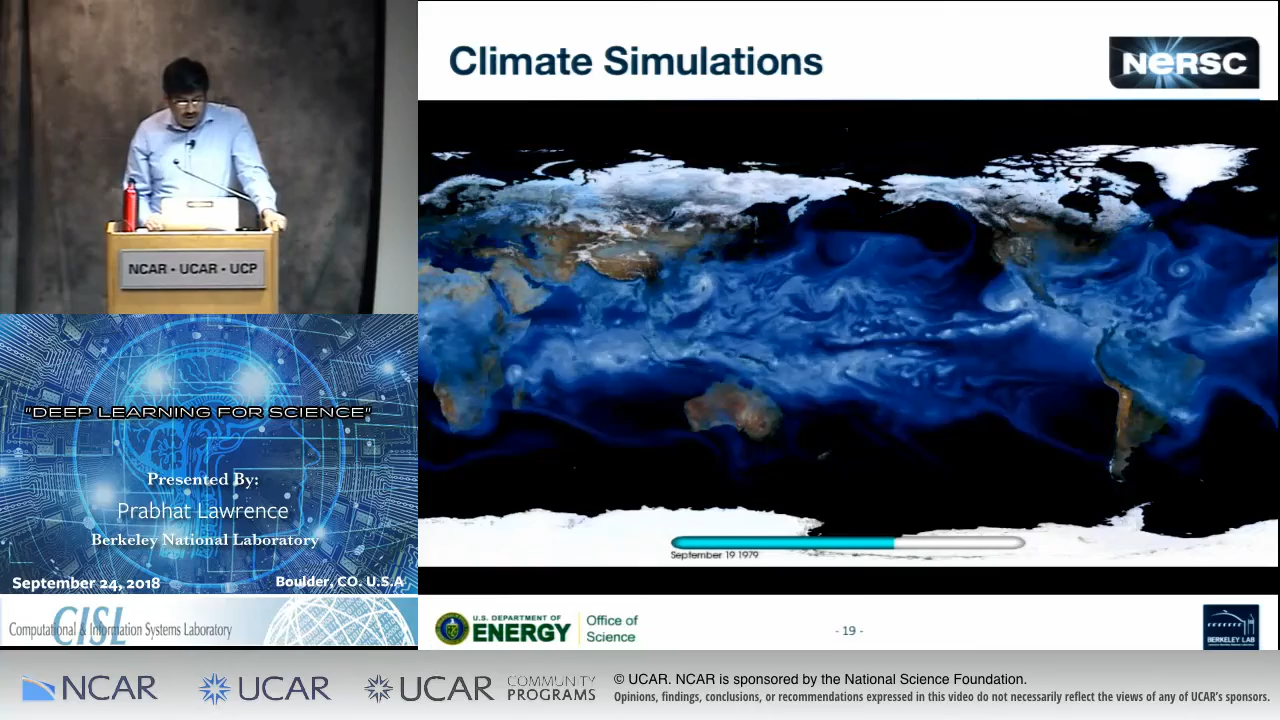 Climate Simulations
NERSC
NCAR • UCAR • UCP
"DEEP LEARNING FOR SCIENCE"
Presented By:
Prabhat Lawrence
Berkeley National Laboratory
September 24, 2018
Boulder, CO. U.S.A
CISL
Computational & Information Systems Laboratory
September 19 1979
U.S. DEPARTMENT OF
ENERGY
Office of
Science
- 19 -
BERKELEY LAB
NCAR
UCAR
UCAR
COMMUNITY
PROGRAMS
© UCAR. NCAR is sponsored by the National Science Foundation.
Opinions, findings, conclusions, or recommendations expressed in this video do not necessarily reflect the views of any of UCAR's sponsors.